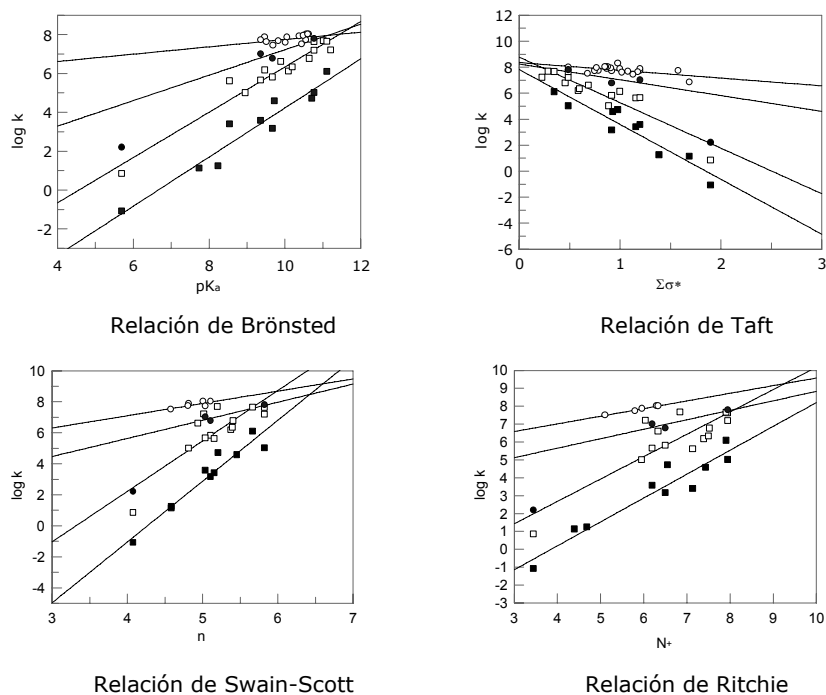 12
10
8
6
4
2
0
-2
log k
4 6 8 10 12
pKa
Relación de Brönsted
12
10
8
6
4
2
0
-2
-4
-6
log k
0 1 2 3
Σσ*
Relación de Taft
10
8
6
4
2
0
-2
-4
log k
3 4 5 6 7
n
Relación de Swain-Scott
10
9
8
7
6
5
4
3
2
1
0
-1
-2
-3
log k
3 4 5 6 7 8 9 10
N+
Relación de Ritchie